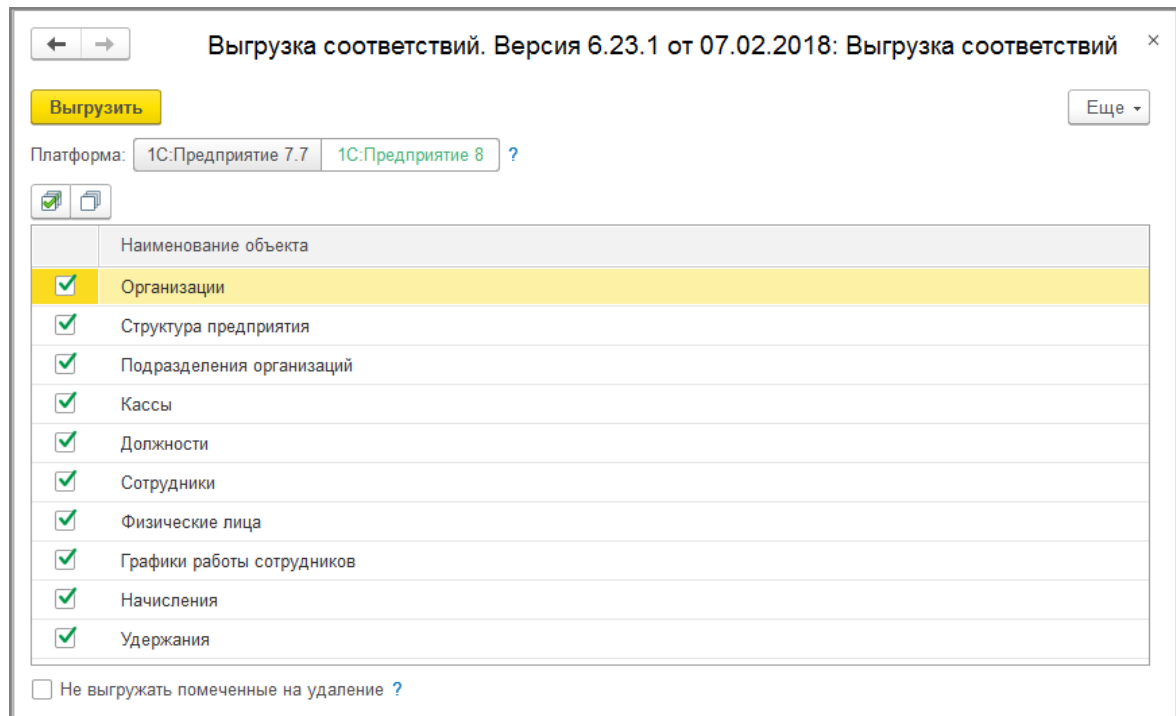 Выгрузка соответствий. Версия 6.23.1 от 07.02.2018: Выгрузка соответствий
Выгрузить
Еще
Платформа: 1С:Предприятие 7.7 1С:Предприятие 8 ?
Наименование объекта
Организации
Структура предприятия
Подразделения организаций
Кассы
Должности
Сотрудники
Физические лица
Графики работы сотрудников
Начисления
Удержания
Не выгружать помеченные на удаление ?